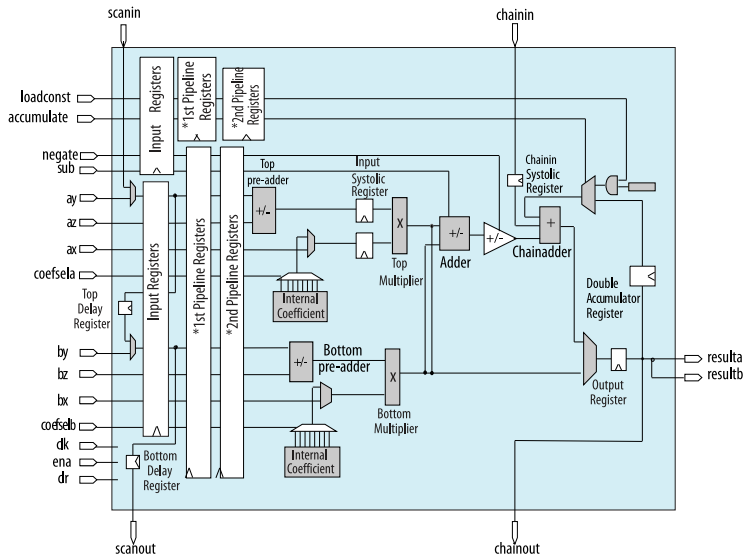 scanin
chainin
loadconst
accumulate
negate
sub
ay
az
ax
coefsela
Top
Delay
Register
by
bz
bx
coefselb
clk
ena
clr
Input Registers
*1st Pipeline
Registers
*2nd Pipeline
Registers
Input Registers
*1st Pipeline Registers
*2nd Pipeline Registers
Top
pre-adder
+/-
Input
Systolic
Register
X
Top
Multiplier
+/-
Adder
+/-
Chainin
Systolic
Register
+
Chainadder
Internal
Coefficient
Double
Accumulator
Register
+/-
Bottom
pre-adder
X
Bottom
Multiplier
Internal
Coefficient
Output
Register
resulta
resultb
Bottom
Delay
Register
scanout
chainout